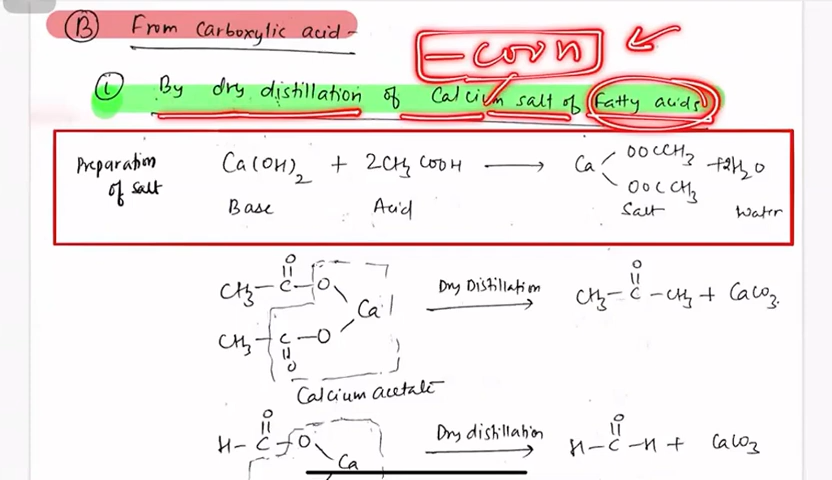 B From Carboxylic acid-
-COOH
i By dry distillation of Calcium salt of Fatty acids
Preparation of salt Ca(OH)2 + 2CH3COOH ⟶ Ca OOCCH3 OOCCH3 +2H2O
Base Acid Salt Water
O O
CH3-C-O Dry Distillation CH3-C-CH3 + CaCO3.
Ca
CH3-C-O
O
Calcium acetate
O O
H-C-O Dry distillation H-C-H + CaCO3
Ca